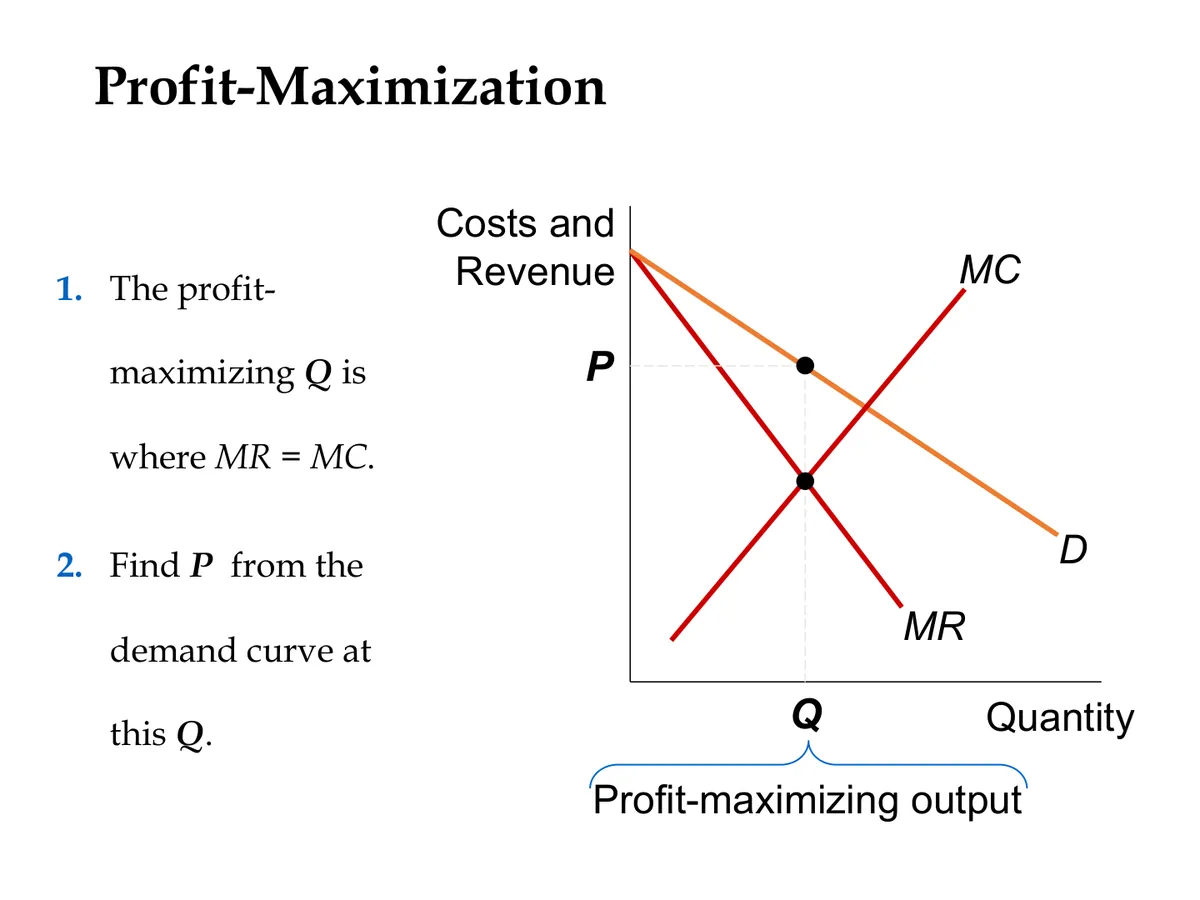 Profit-Maximization
1. The profit-
maximizing Q is
where MR = MC.
2. Find P from the
demand curve at
this Q.
Costs and
Revenue
MC
P
D
MR
Q
Quantity
Profit-maximizing output